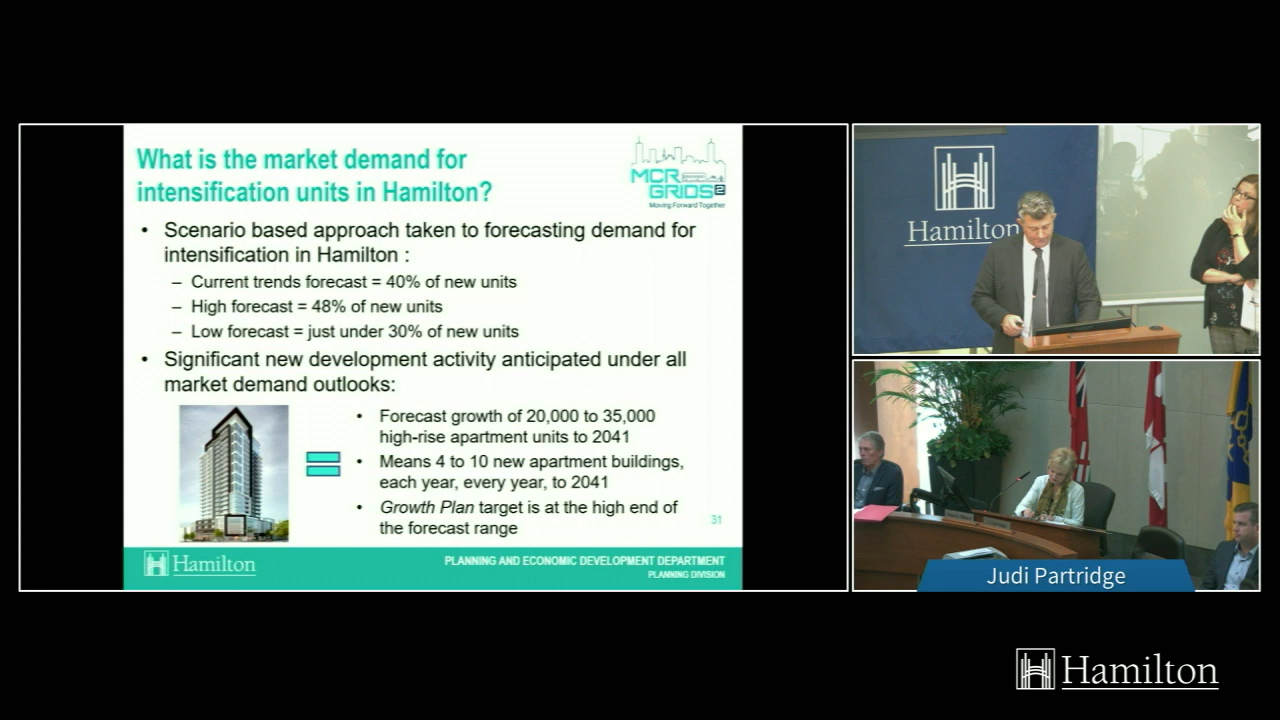 What is the market demand for
intensification units in Hamilton?
MCR
GRIDS2
Moving Forward Together
• Scenario based approach taken to forecasting demand for
intensification in Hamilton :
– Current trends forecast = 40% of new units
– High forecast = 48% of new units
– Low forecast = just under 30% of new units
• Significant new development activity anticipated under all
market demand outlooks:
• Forecast growth of 20,000 to 35,000
high-rise apartment units to 2041
• Means 4 to 10 new apartment buildings,
each year, every year, to 2041
• Growth Plan target is at the high end of
the forecast range
31
Hamilton
PLANNING AND ECONOMIC DEVELOPMENT DEPARTMENT
PLANNING DIVISION
Hamilton
Judi Partridge
Hamilton